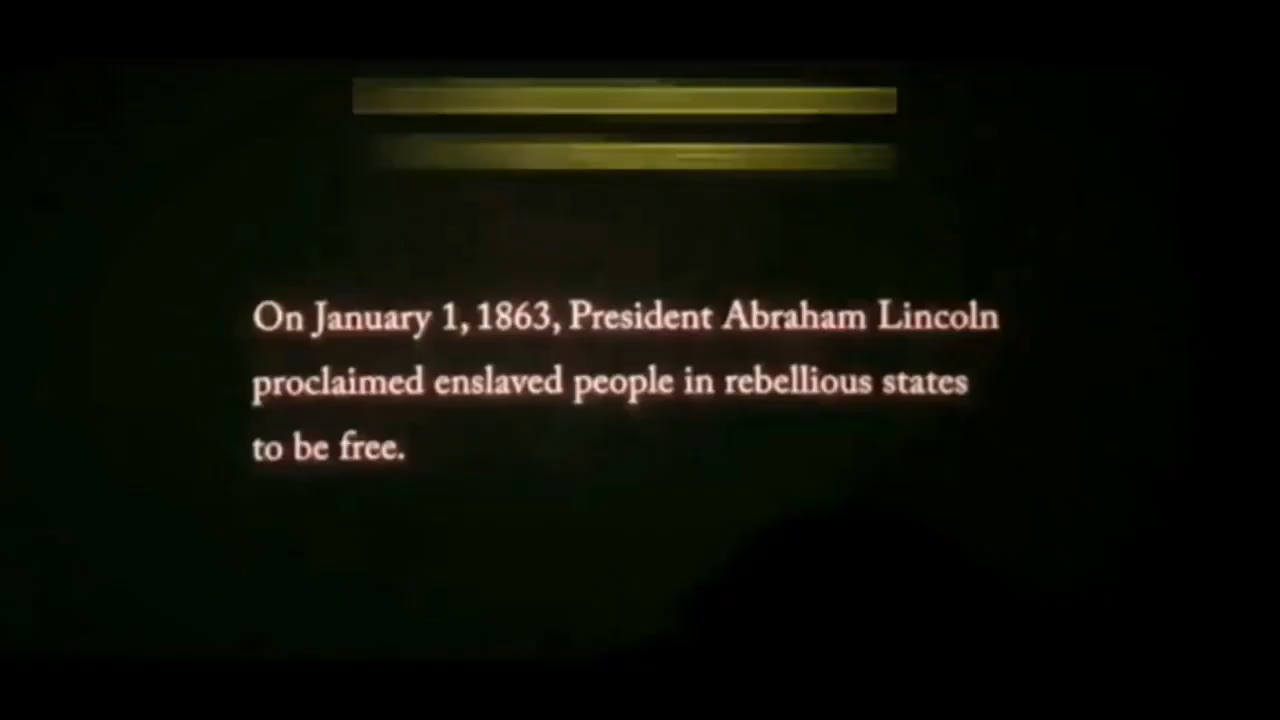 On January 1, 1863, President Abraham Lincoln
proclaimed enslaved people in rebellious states
to be free.